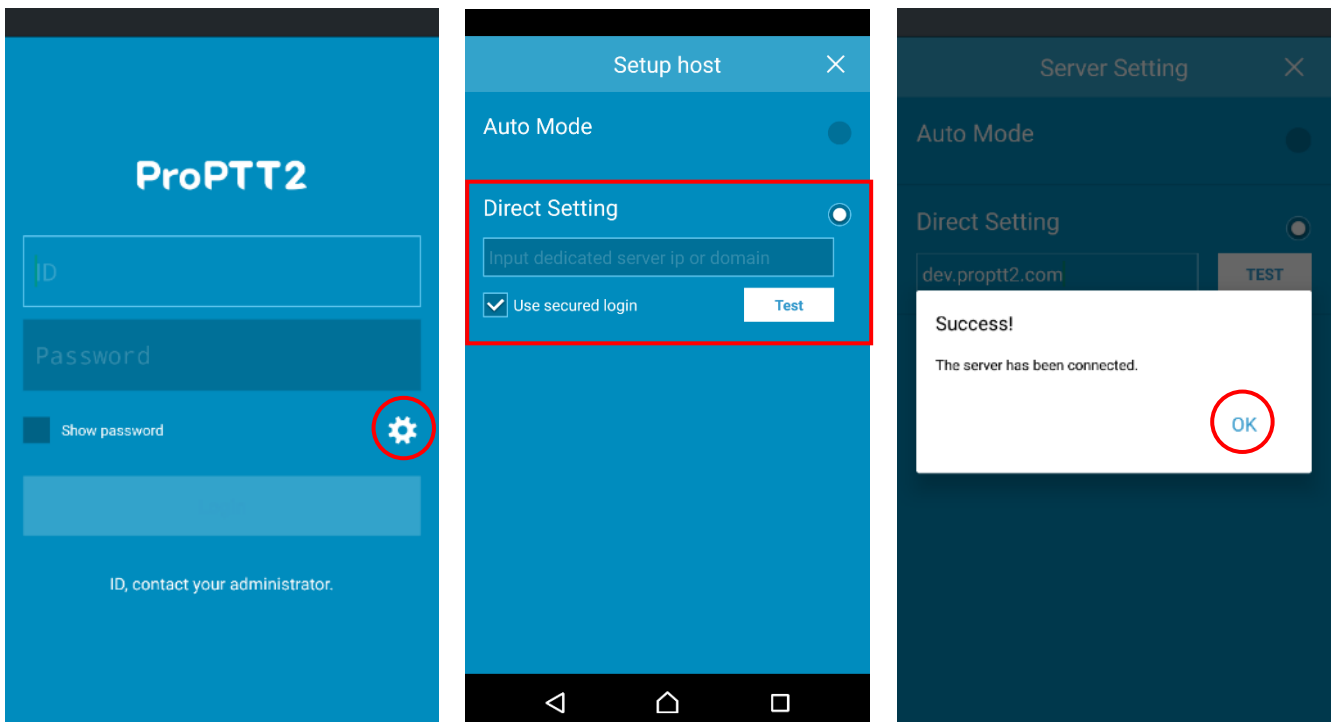 ProPTT2
ID
Password
Show password
ID, contact your administrator.
Setup host
Auto Mode
Direct Setting
Input dedicated server ip or domain
Use secured login
Test
Server Setting
Auto Mode
Direct Setting
dev.proptt2.com
TEST
Success!
The server has been connected.
OK